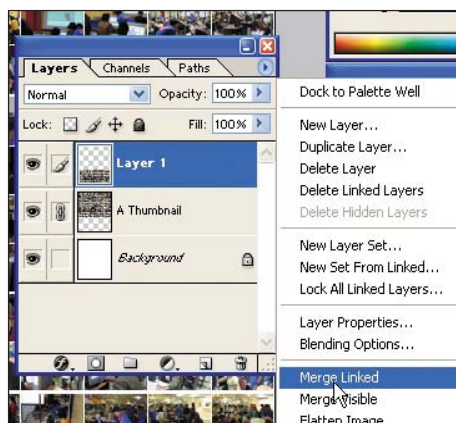 Layers
Channels
Paths
Normal
Opacity: 100%
Lock:
Fill: 100%
Layer 1
A Thumbnail
Background
Dock to Palette Well
New Layer...
Duplicate Layer...
Delete Layer
Delete Linked Layers
Delete Hidden Layers
New Layer Set...
New Set From Linked...
Lock All Linked Layers...
Layer Properties...
Blending Options...
Merge Linked
Merge Visible
Flatten Image